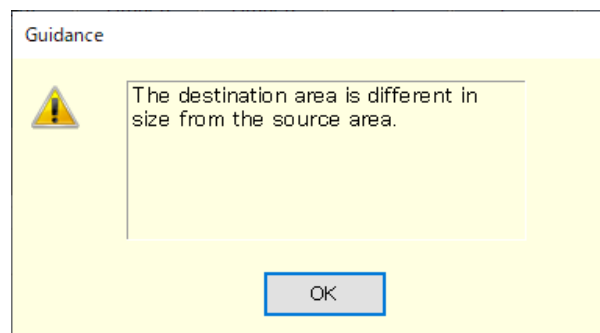 Guidance
The destination area is different in
size from the source area.
OK